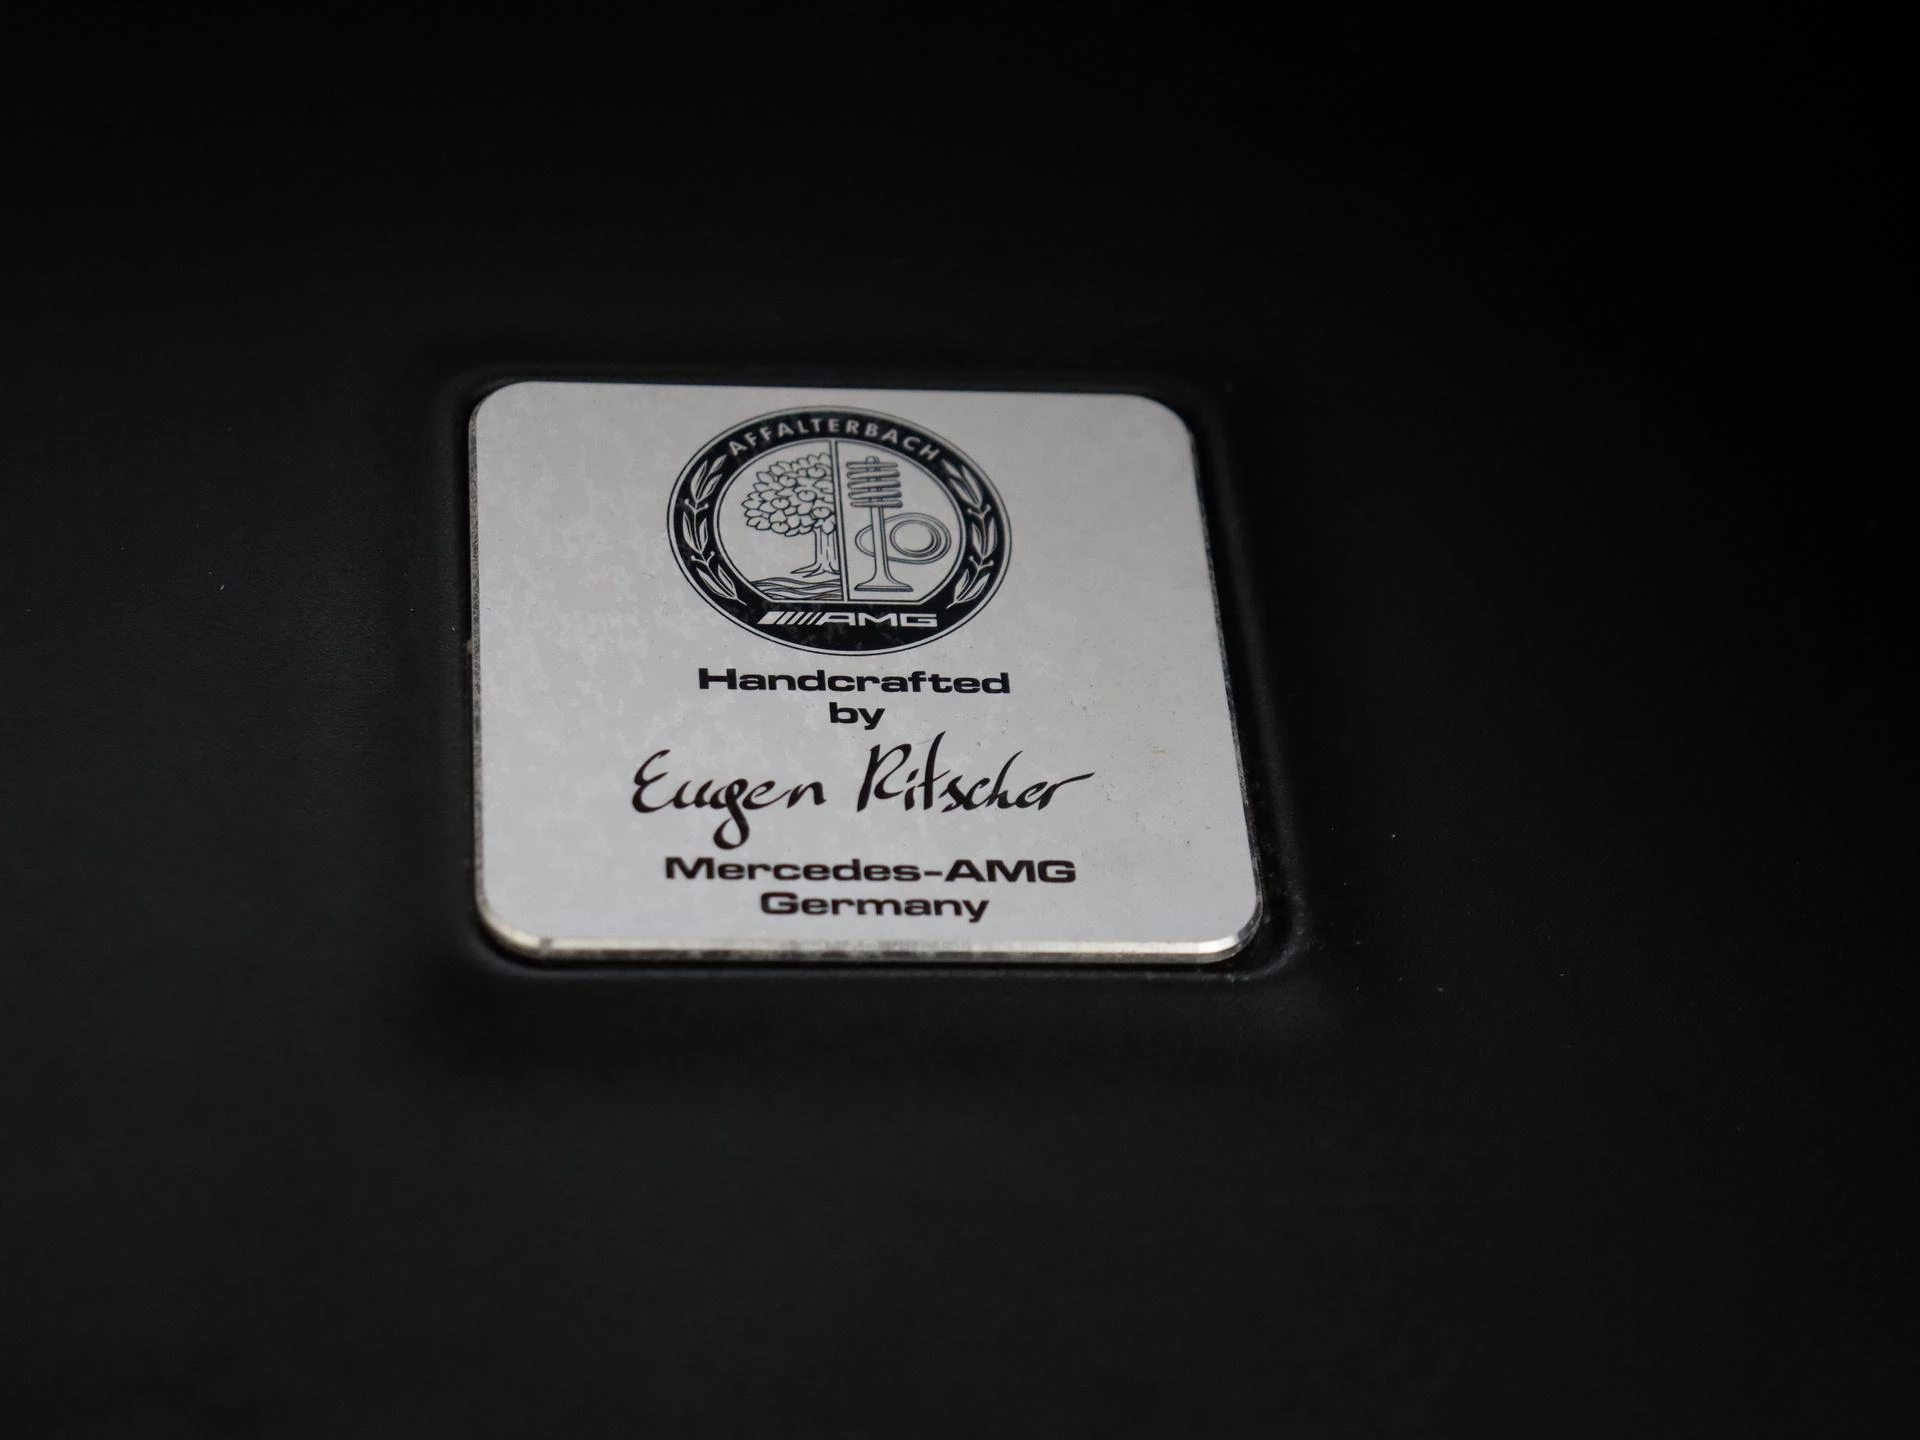 AFFALTERBACH
AMG
Handcrafted
by
Eugen Ritscher
Mercedes-AMG
Germany